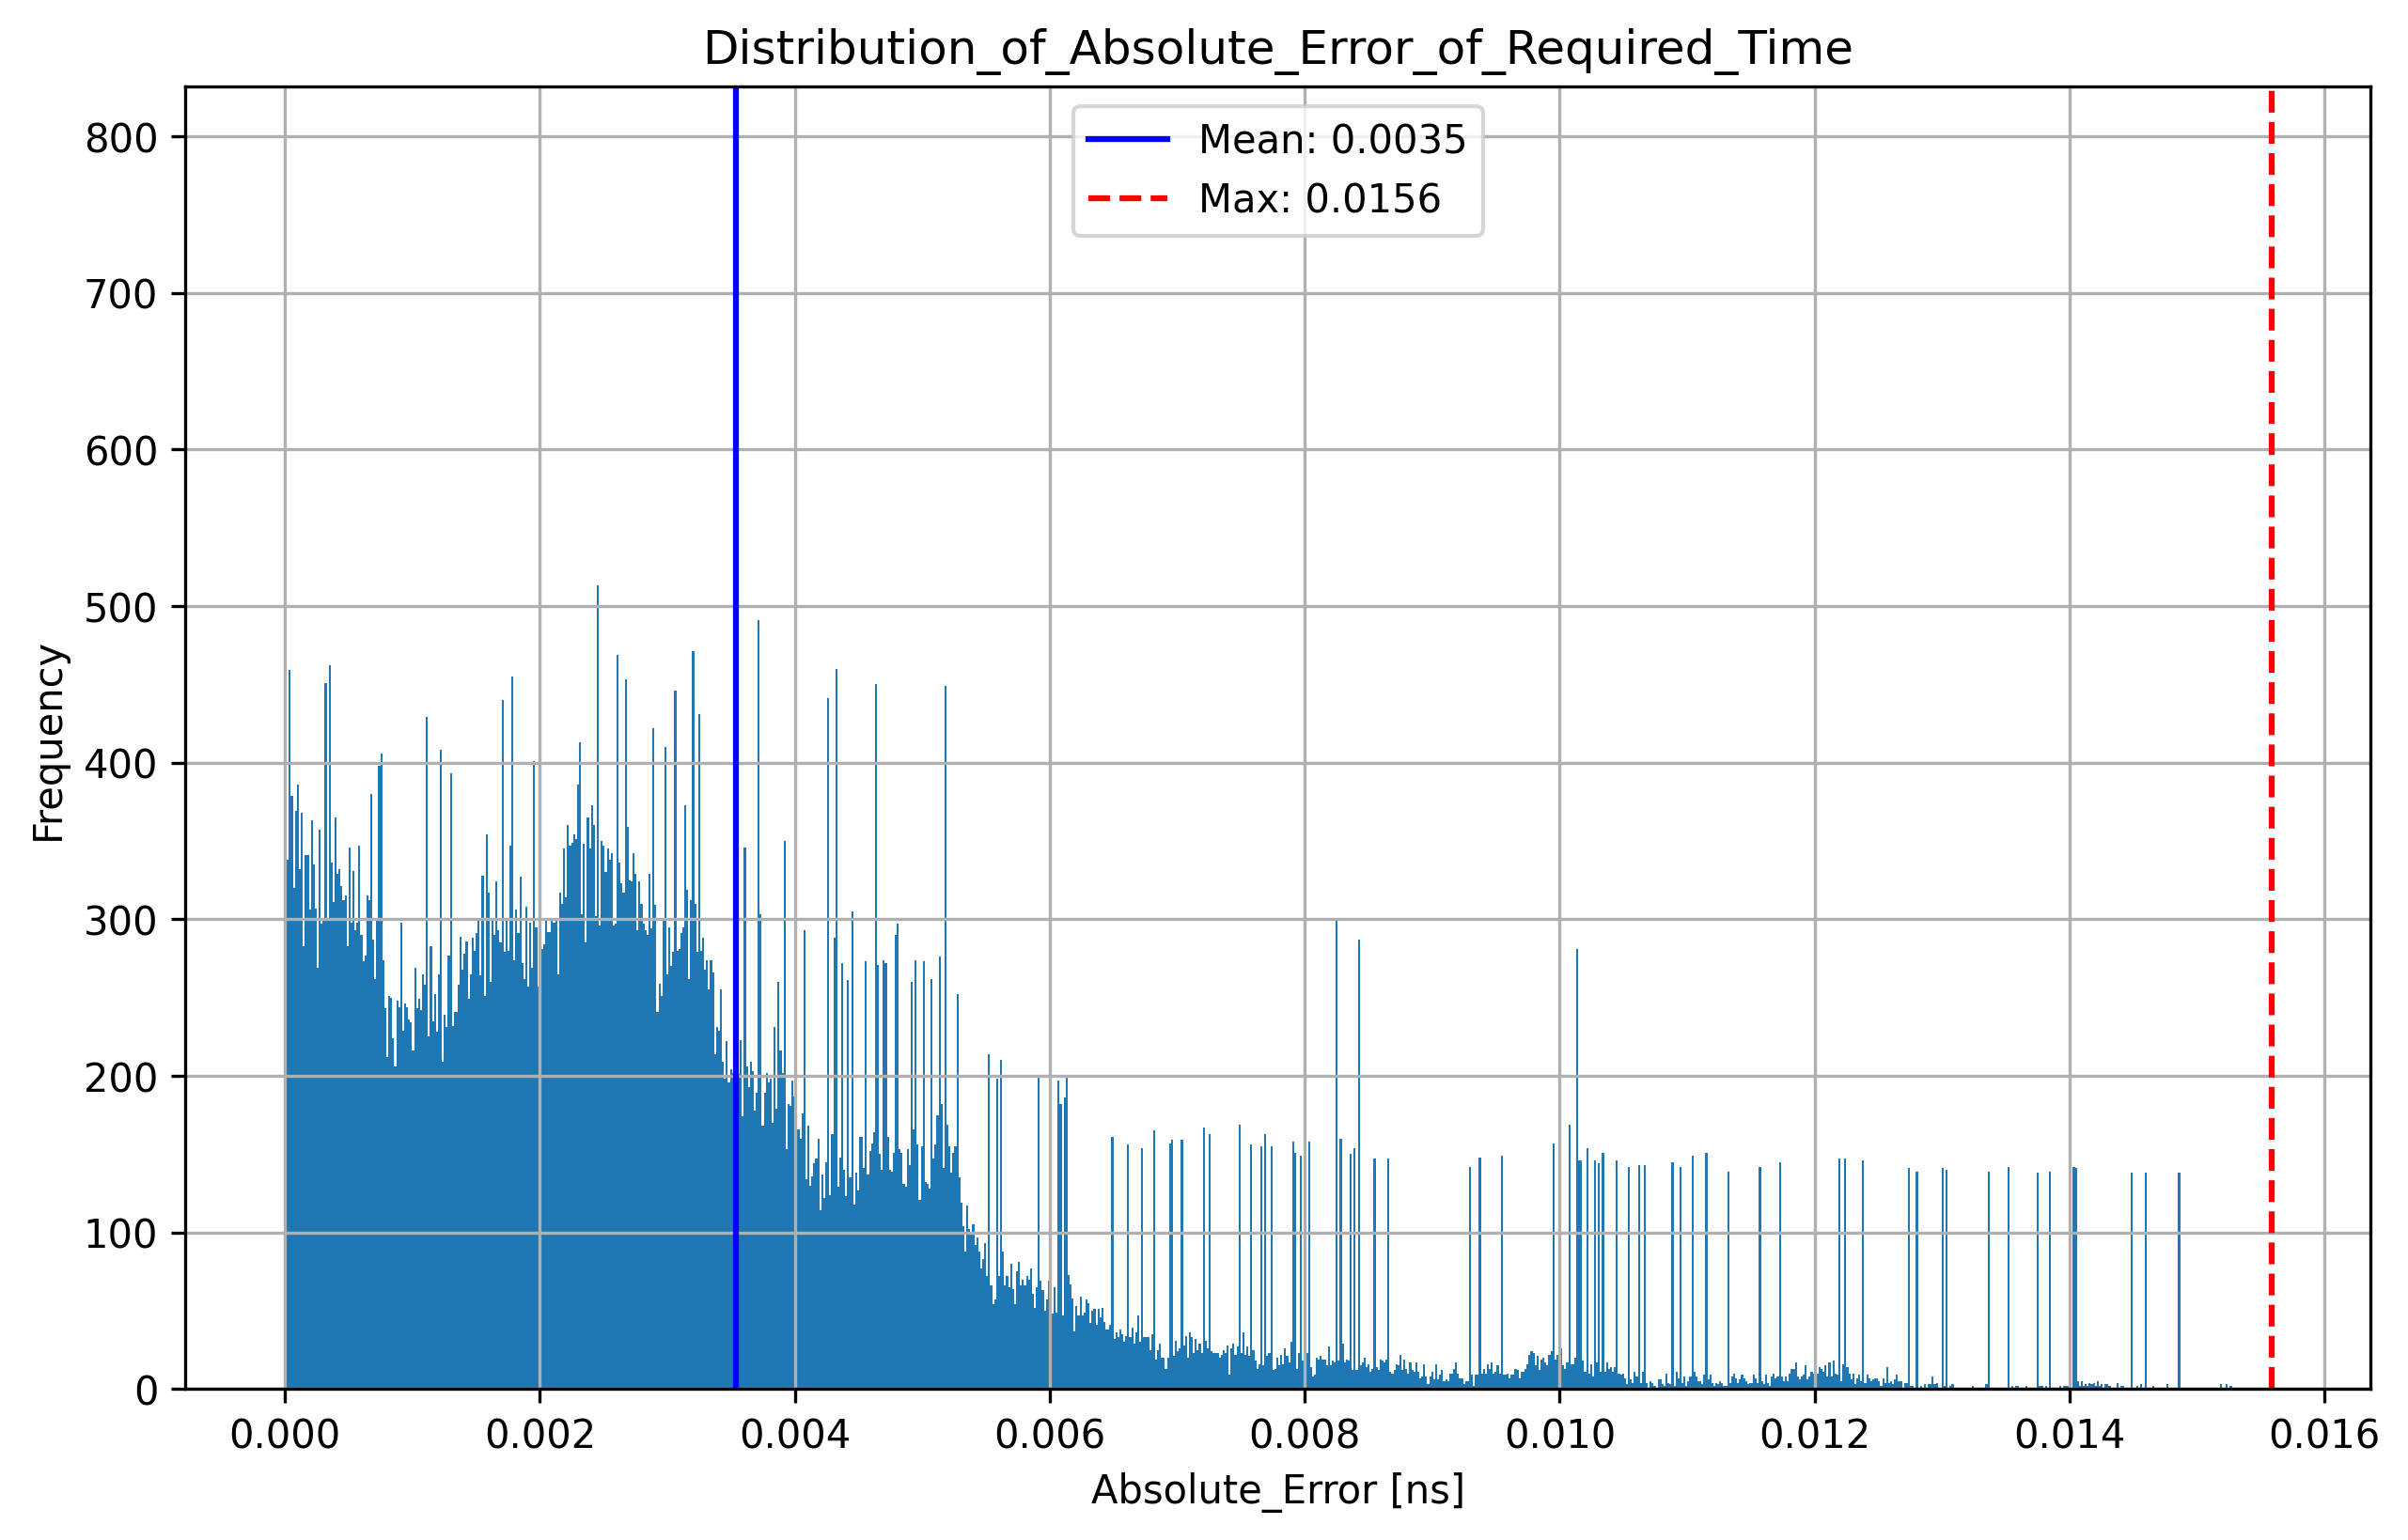 Distribution_of_Absolute_Error_of_Required_Time
Mean: 0.0035
Max: 0.0156
800
700
600
500
400
300
200
100
0
Frequency
0.000 0.002 0.004 0.006 0.008 0.010 0.012 0.014 0.016
Absolute_Error [ns]